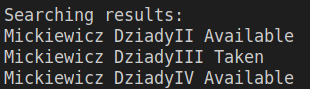 Searching results:
Mickiewicz DziadyII Available
Mickiewicz DziadyIII Taken
Mickiewicz DziadyIV Available